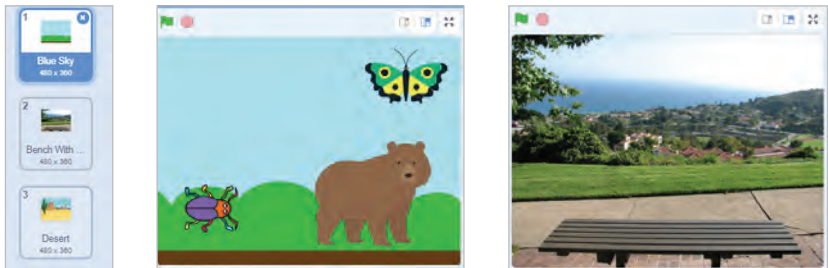 1
Blue Sky
480 x 360
2
Bench With ...
480 x 360
3
Desert
480 x 360